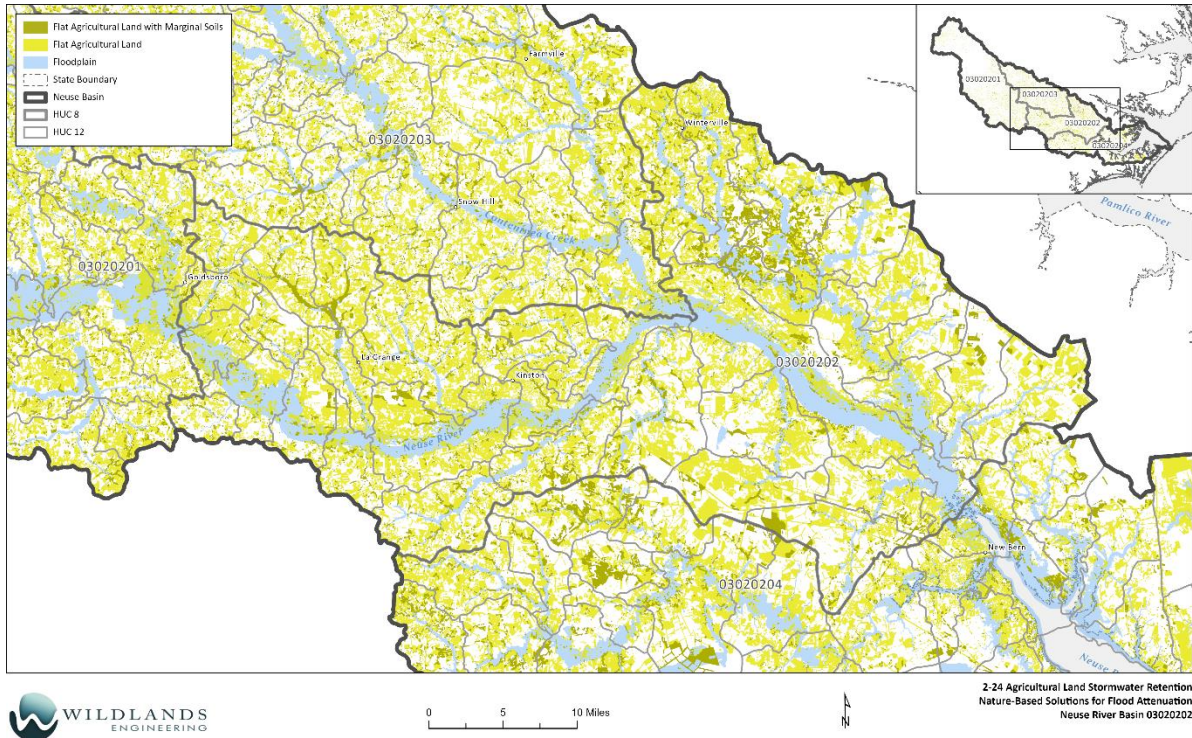 Flat Agricultural Land with Marginal Soils
Flat Agricultural Land
Floodplain
State Boundary
Neuse Basin
HUC 8
HUC 12
Farmville
03020201
03020203
03020202
03020204
Winterville
03020203
Pamlico River
Snow Hill
Contentnea Creek
03020201
Goldsboro
La Grange
Kinston
03020202
Neuse River
New Bern
03020204
WILDLANDS
ENGINEERING
0 5 10 Miles
N
2-24 Agricultural Land Stormwater Retention
Nature-Based Solutions for Flood Attenuation
Neuse River Basin 03020202